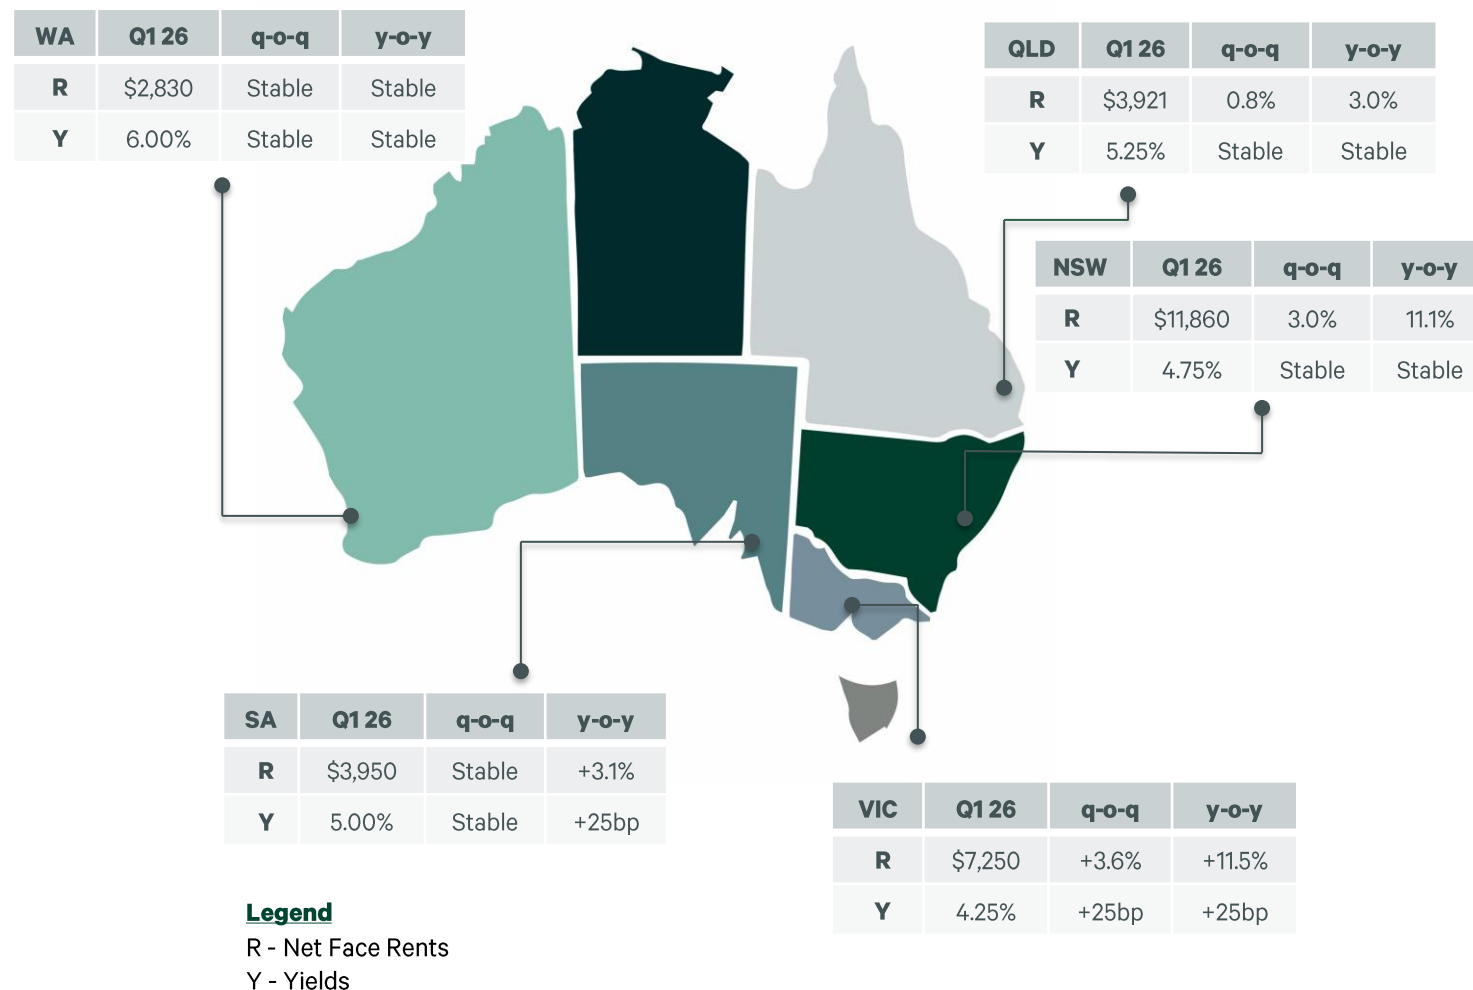 WA Q1 26 q-o-q y-o-y
R $2,830 Stable Stable
Y 6.00% Stable Stable
QLD Q1 26 q-o-q y-o-y
R $3,921 0.8% 3.0%
Y 5.25% Stable Stable
NSW Q1 26 q-o-q y-o-y
R $11,860 3.0% 11.1%
Y 4.75% Stable Stable
SA Q1 26 q-o-q y-o-y
R $3,950 Stable +3.1%
Y 5.00% Stable +25bp
VIC Q1 26 q-o-q y-o-y
R $7,250 +3.6% +11.5%
Y 4.25% +25bp +25bp
Legend
R - Net Face Rents
Y - Yields